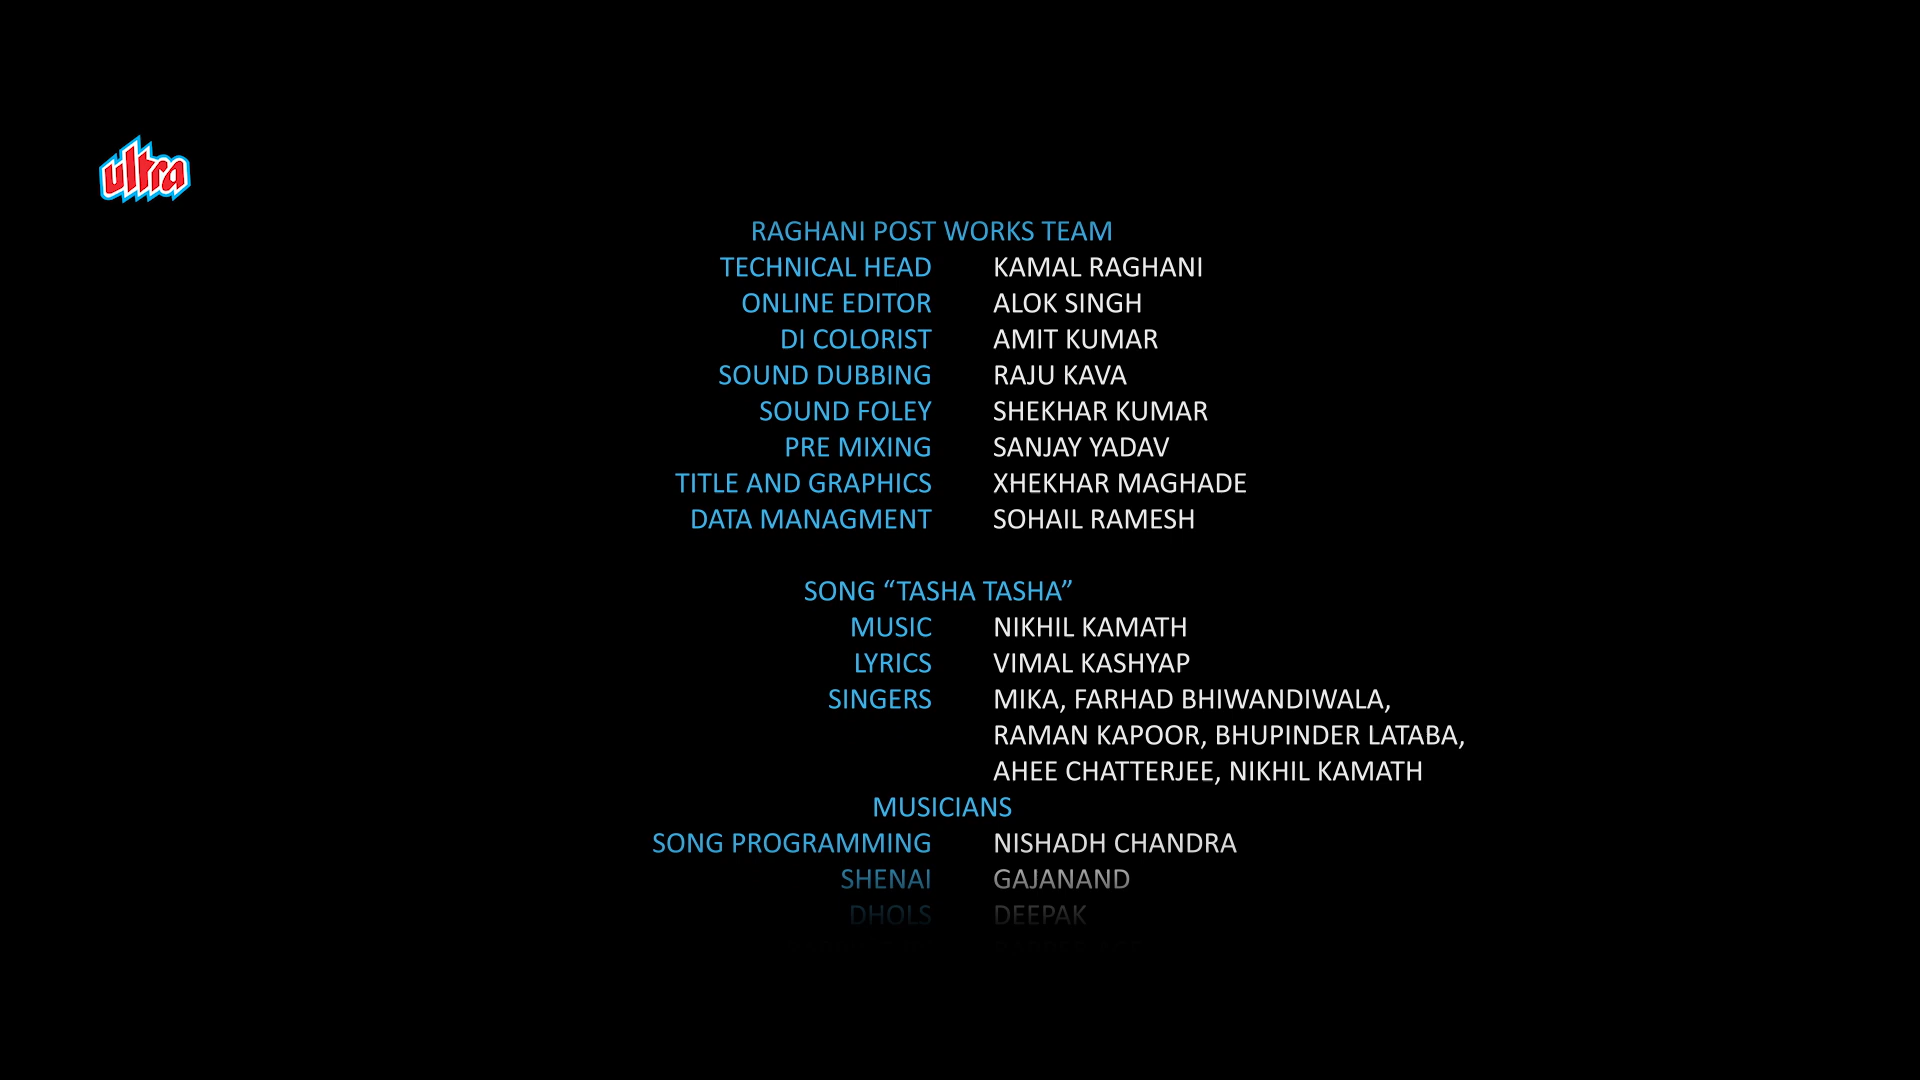 ultra
RAGHANI POST WORKS TEAM
TECHNICAL HEAD KAMAL RAGHANI
ONLINE EDITOR ALOK SINGH
DI COLORIST AMIT KUMAR
SOUND DUBBING RAJU KAVA
SOUND FOLEY SHEKHAR KUMAR
PRE MIXING SANJAY YADAV
TITLE AND GRAPHICS XHEKHAR MAGHADE
DATA MANAGMENT SOHAIL RAMESH
SONG “TASHA TASHA”
MUSIC NIKHIL KAMATH
LYRICS VIMAL KASHYAP
SINGERS MIKA, FARHAD BHIWANDIWALA,
RAMAN KAPOOR, BHUPINDER LATABA,
AHEE CHATTERJEE, NIKHIL KAMATH
MUSICIANS
SONG PROGRAMMING NISHADH CHANDRA
SHENAI GAJANAND
DHOLS DEEPAK